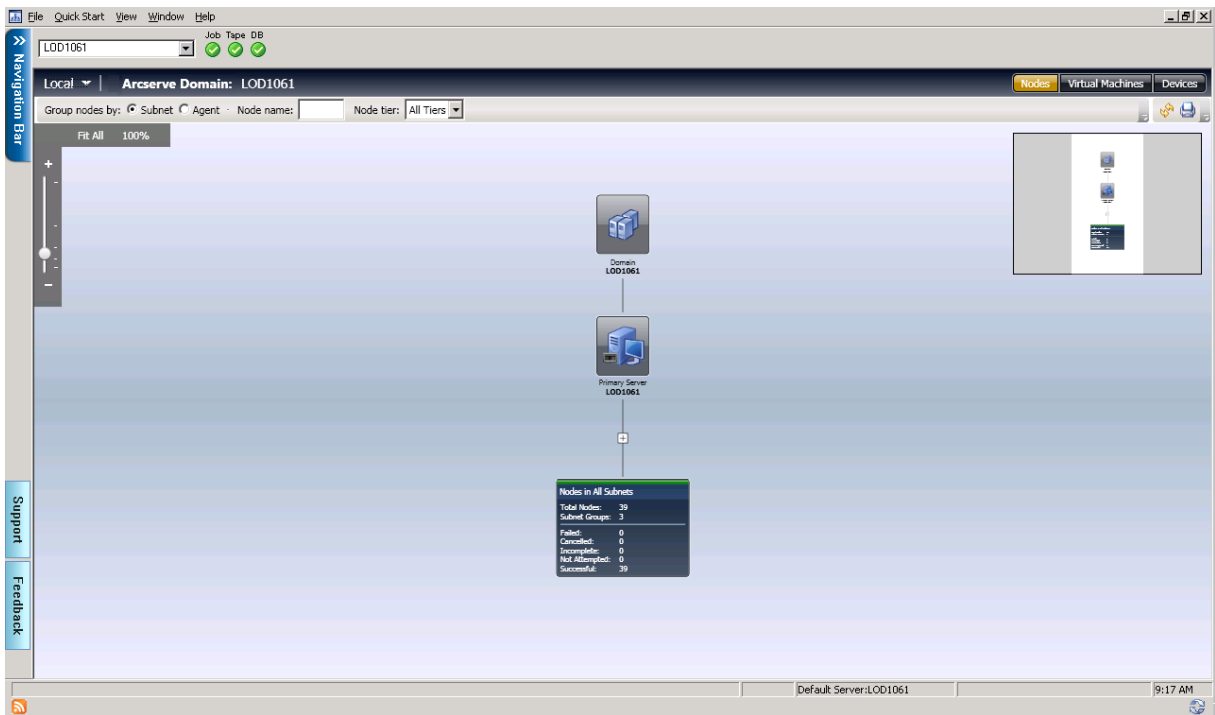 File Quick Start View Window Help
Job Tape DB
LOD1061
» Navigation Bar
Local Arcserve Domain: LOD1061
Nodes Virtual Machines Devices
Group nodes by: Subnet Agent · Node name: Node tier: All Tiers
Fit All 100%
+
−
Domain
LOD1061
Primary Server
LOD1061
+
Nodes in All Subnets
Total Nodes: 39
Subnet Groups: 3
Failed: 0
Cancelled: 0
Incomplete: 0
Not Attempted: 0
Successful: 39
Support
Feedback
Default Server:LOD1061
9:17 AM